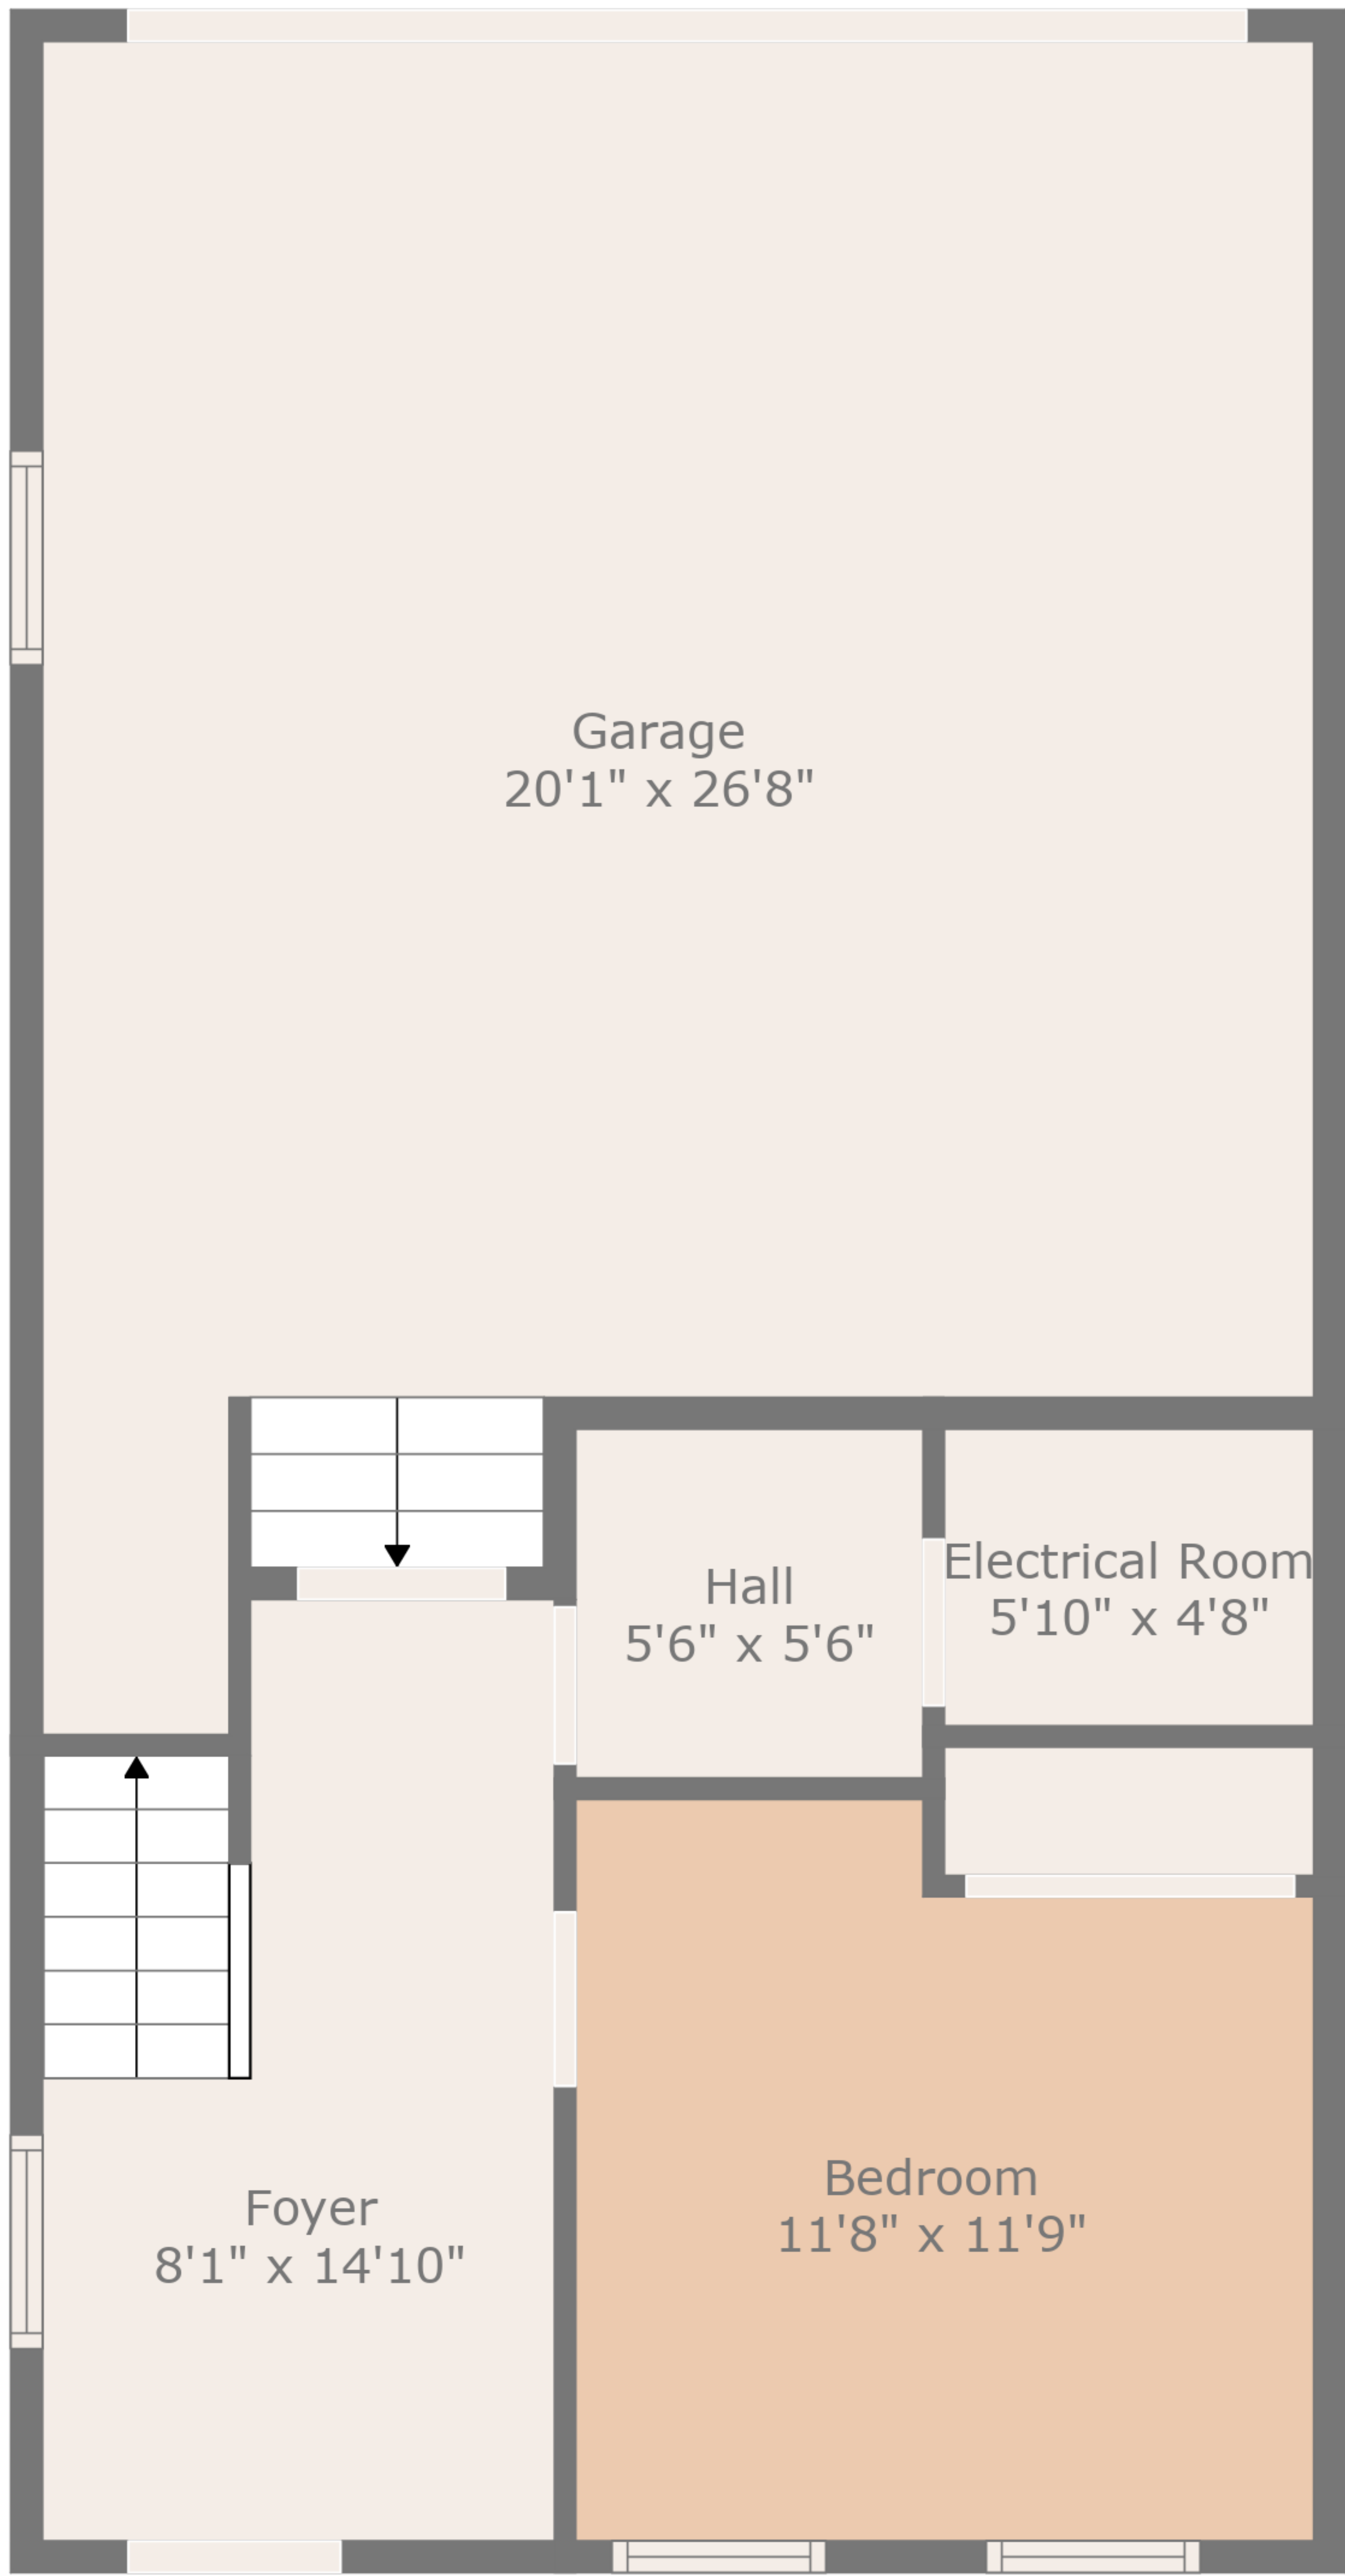 Garage
20'1" x 26'8"
Hall
5'6" x 5'6"
Electrical Room
5'10" x 4'8"
Foyer
8'1" x 14'10"
Bedroom
11'8" x 11'9"